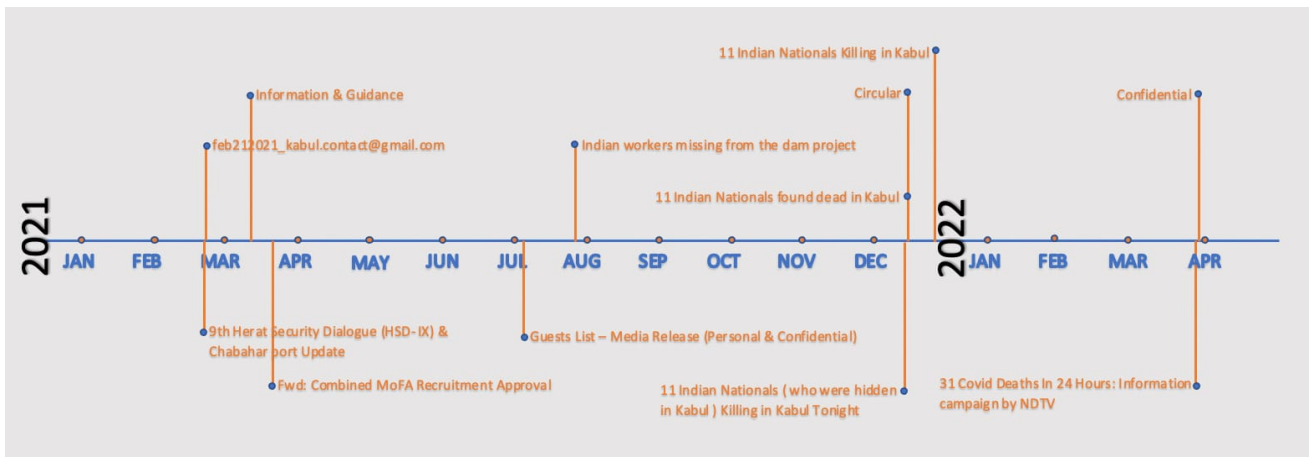 11 Indian Nationals Killing in Kabul
Information & Guidance
Circular
Confidential
feb212021_kabul.contact@gmail.com
Indian workers missing from the dam project
11 Indian Nationals found dead in Kabul
2021
2022
JAN FEB MAR APR MAY JUN JUL AUG SEP OCT NOV DEC JAN FEB MAR APR
9th Herat Security Dialogue (HSD-IX) &
Chabahar port Update
Guests List – Media Release (Personal & Confidential)
Fwd: Combined MoFA Recruitment Approval
11 Indian Nationals ( who were hidden
in Kabul ) Killing in Kabul Tonight
31 Covid Deaths In 24 Hours: Information
campaign by NDTV